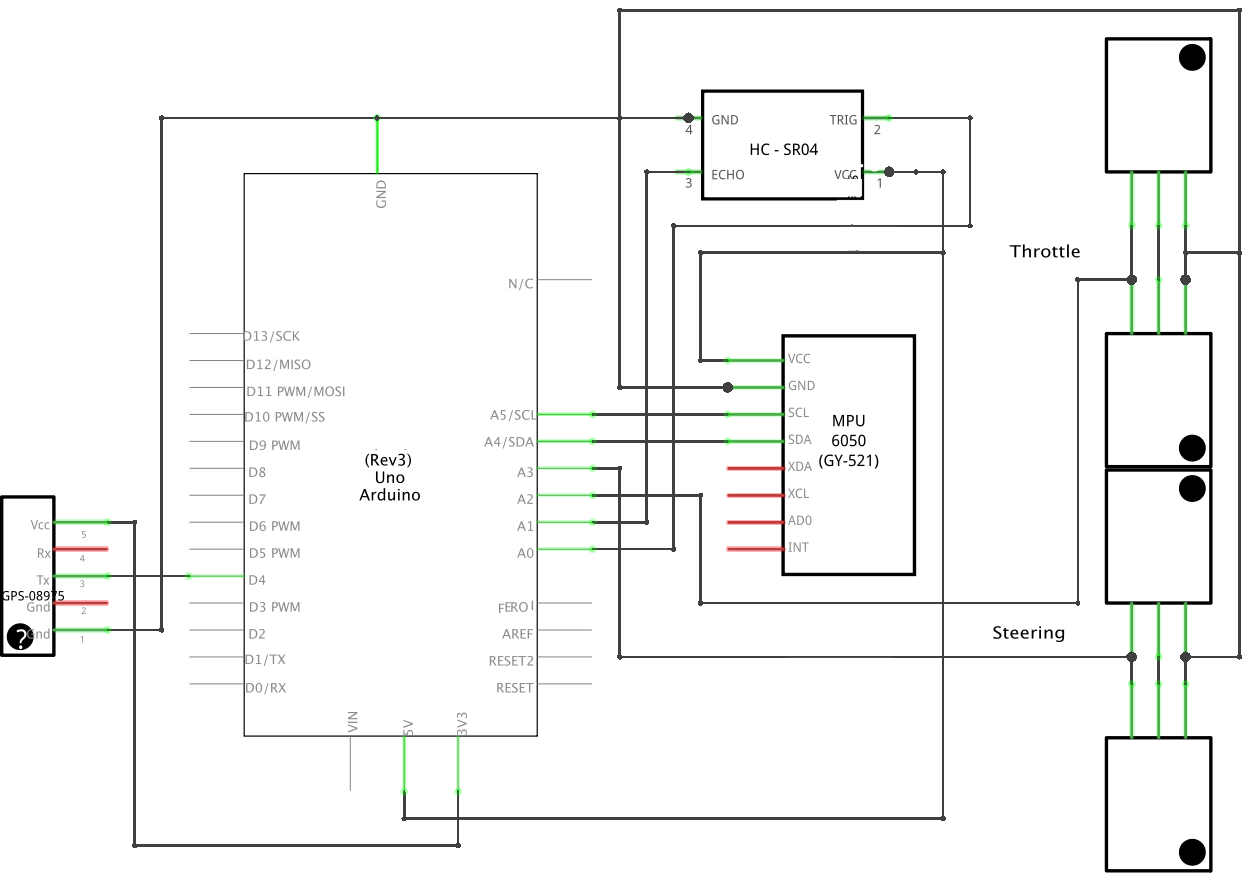 GND
4
GND
TRIG
2
HC - SR04
3
ECHO
VCC
1
GND
Throttle
N/C
D13/SCK
D12/MISO
D11 PWM/MOSI
D10 PWM/SS
D9 PWM
D8
D7
D6 PWM
D5 PWM
D4
D3 PWM
D2
D1/TX
D0/RX
(Rev3)
Uno
Arduino
A5/SCL
A4/SDA
A3
A2
A1
A0
AREF
RESET2
RESET
VIN
5V
3V3
VCC
GND
SCL
SDA
XDA
XCL
AD0
INT
MPU
6050
(GY-521)
Vcc
5
Rx
4
Tx
3
GPS-08975
Gnd
2
?
Gnd
1
Steering